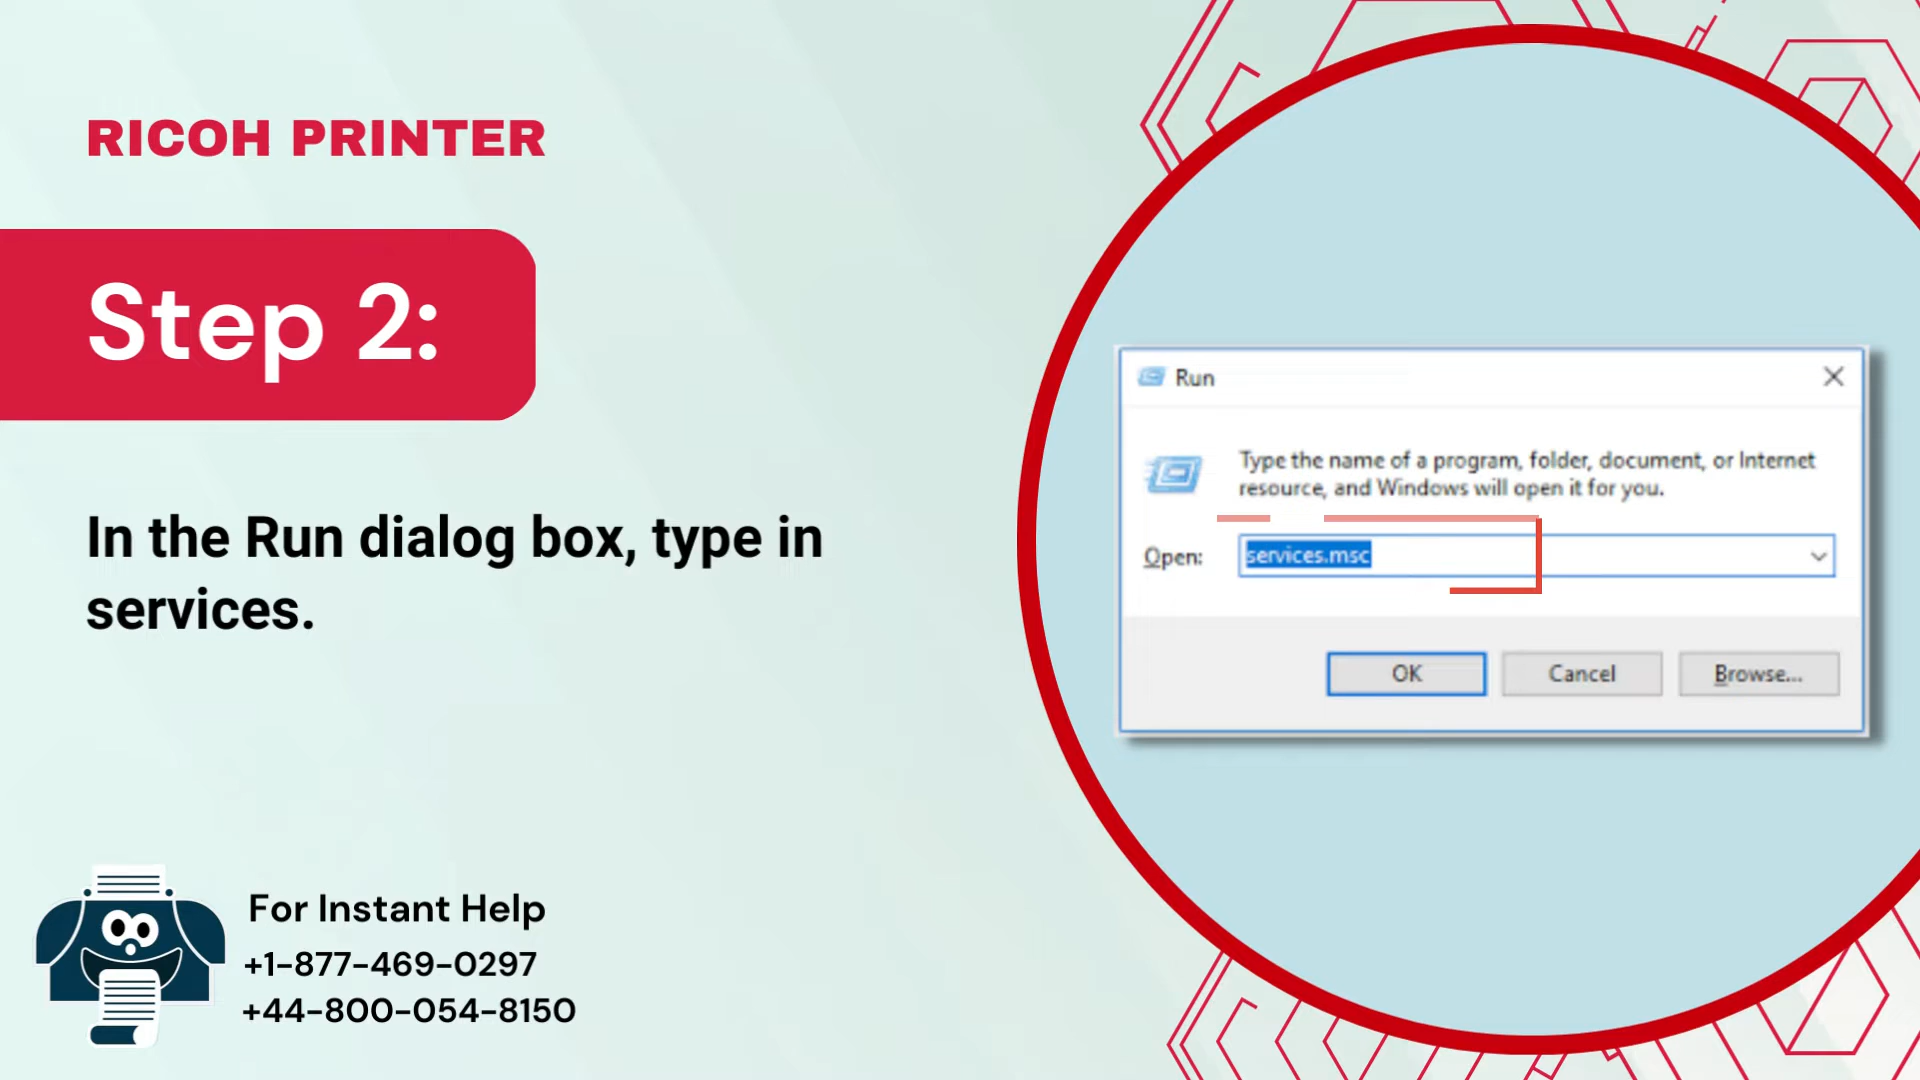 RICOH PRINTER
Step 2:
In the Run dialog box, type in
services.
For Instant Help
+1-877-469-0297
+44-800-054-8150
Run
Type the name of a program, folder, document, or Internet
resource, and Windows will open it for you.
Open: services.msc
OK Cancel Browse...